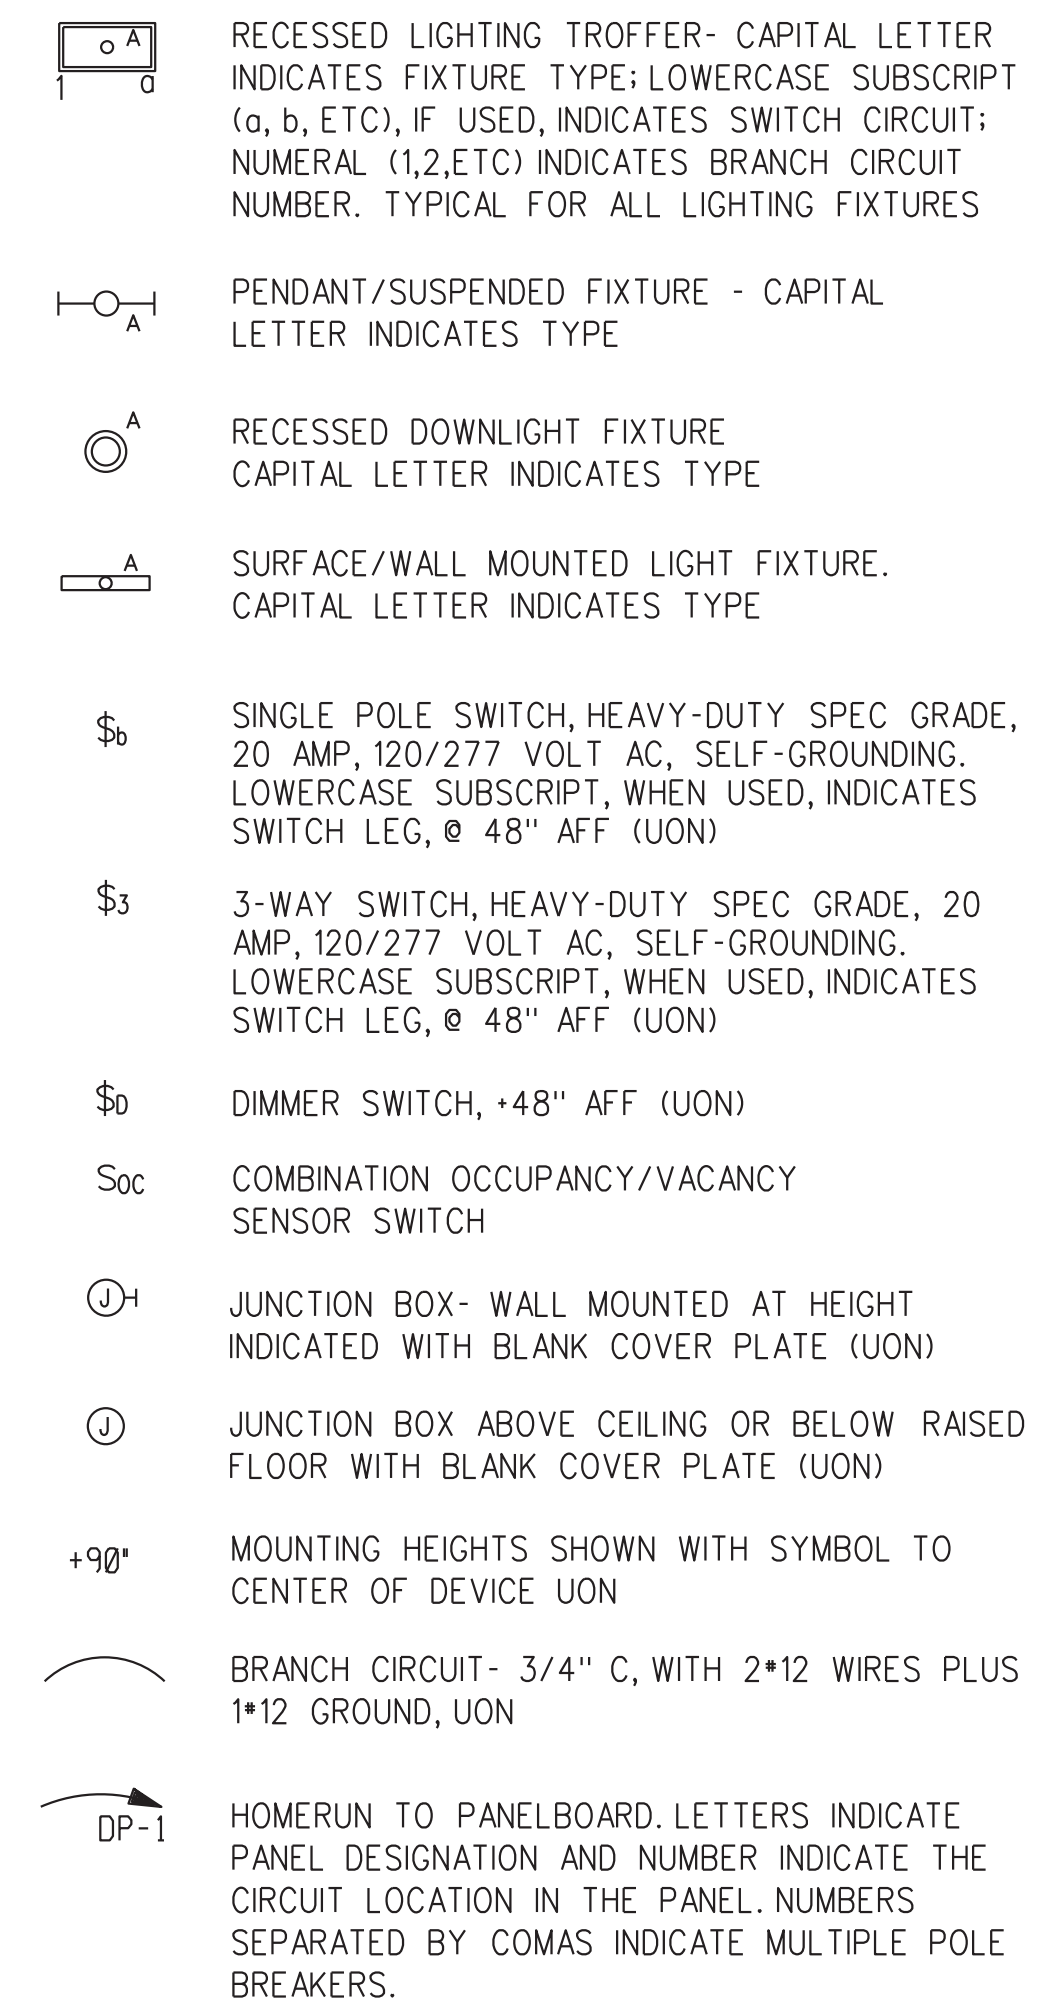 A
1 a
RECESSED LIGHTING TROFFER- CAPITAL LETTER
INDICATES FIXTURE TYPE; LOWERCASE SUBSCRIPT
(a, b, ETC), IF USED, INDICATES SWITCH CIRCUIT;
NUMERAL (1,2,ETC) INDICATES BRANCH CIRCUIT
NUMBER. TYPICAL FOR ALL LIGHTING FIXTURES
A
PENDANT/SUSPENDED FIXTURE - CAPITAL
LETTER INDICATES TYPE
A
RECESSED DOWNLIGHT FIXTURE
CAPITAL LETTER INDICATES TYPE
A
SURFACE/WALL MOUNTED LIGHT FIXTURE.
CAPITAL LETTER INDICATES TYPE
$b
SINGLE POLE SWITCH, HEAVY-DUTY SPEC GRADE,
20 AMP, 120/277 VOLT AC, SELF-GROUNDING.
LOWERCASE SUBSCRIPT, WHEN USED, INDICATES
SWITCH LEG, @ 48" AFF (UON)
$3
3-WAY SWITCH, HEAVY-DUTY SPEC GRADE, 20
AMP, 120/277 VOLT AC, SELF-GROUNDING.
LOWERCASE SUBSCRIPT, WHEN USED, INDICATES
SWITCH LEG, @ 48" AFF (UON)
$D
DIMMER SWITCH, +48" AFF (UON)
SOC
COMBINATION OCCUPANCY/VACANCY
SENSOR SWITCH
J
JUNCTION BOX- WALL MOUNTED AT HEIGHT
INDICATED WITH BLANK COVER PLATE (UON)
J
JUNCTION BOX ABOVE CEILING OR BELOW RAISED
FLOOR WITH BLANK COVER PLATE (UON)
+90"
MOUNTING HEIGHTS SHOWN WITH SYMBOL TO
CENTER OF DEVICE UON
BRANCH CIRCUIT- 3/4" C, WITH 2#12 WIRES PLUS
1#12 GROUND, UON
DP-1
HOMERUN TO PANELBOARD. LETTERS INDICATE
PANEL DESIGNATION AND NUMBER INDICATE THE
CIRCUIT LOCATION IN THE PANEL. NUMBERS
SEPARATED BY COMAS INDICATE MULTIPLE POLE
BREAKERS.